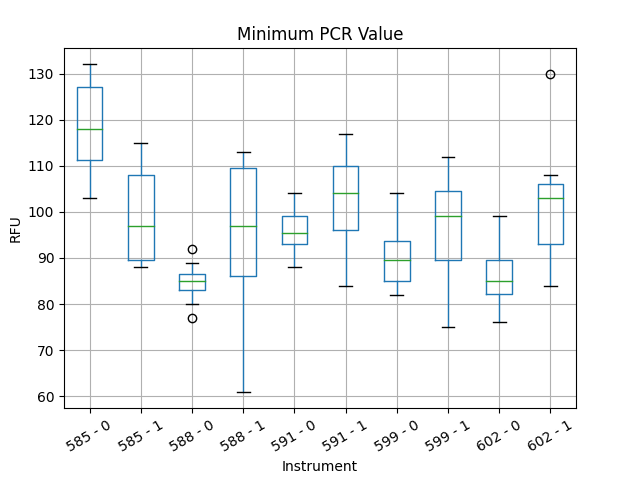 Minimum PCR Value
130
120
110
100
90
80
70
60
RFU
585 - 0
585 - 1
588 - 0
588 - 1
591 - 0
591 - 1
599 - 0
599 - 1
602 - 0
602 - 1
Instrument